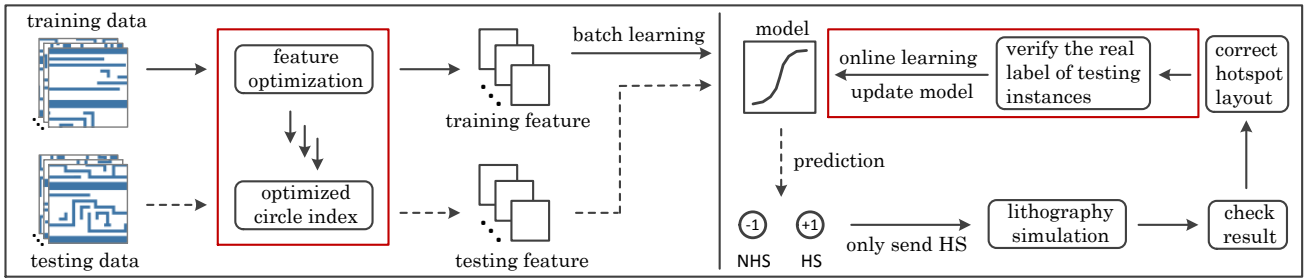 training data
feature
optimization
optimized
circle index
testing data
training feature
testing feature
batch learning
model
online learning
update model
verify the real
label of testing
instances
correct
hotspot
layout
prediction
-1
+1
NHS
HS
only send HS
lithography
simulation
check
result